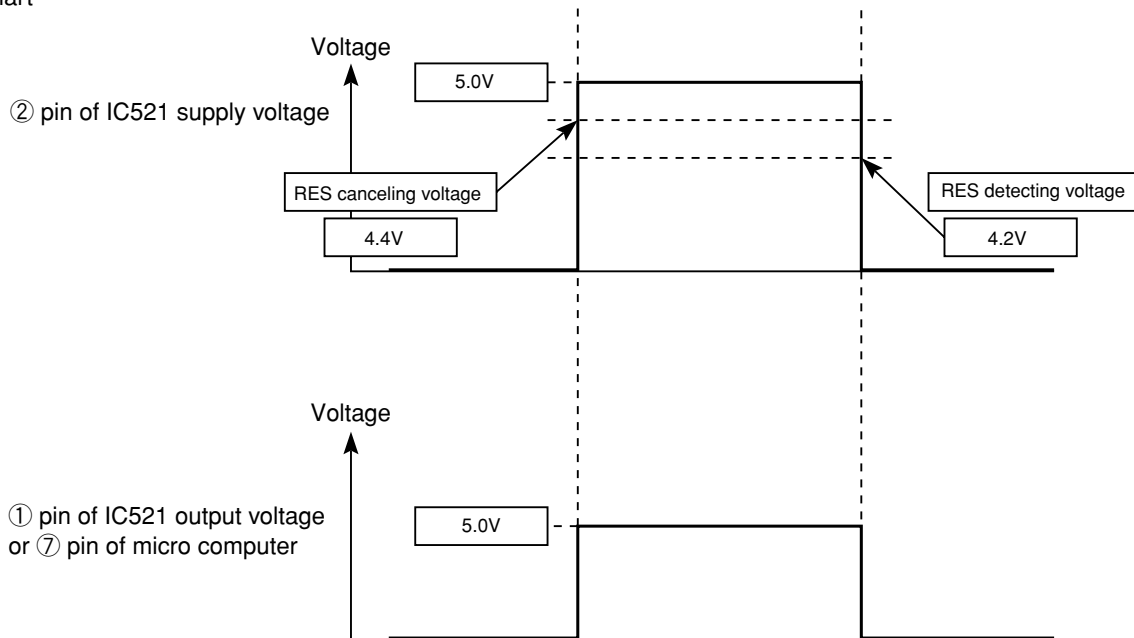 Voltage
5.0V
② pin of IC521 supply voltage
RES canceling voltage
RES detecting voltage
4.4V
4.2V
Voltage
① pin of IC521 output voltage
5.0V
or ⑦ pin of micro computer